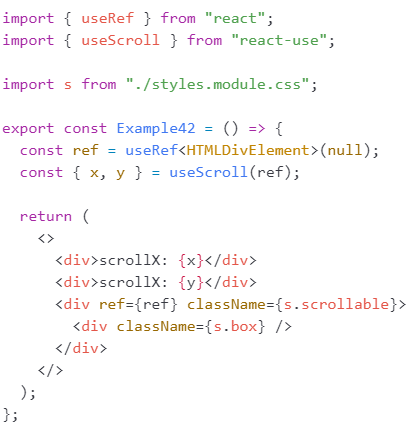 import { useRef } from "react";
import { useScroll } from "react-use";

import s from "./styles.module.css";

export const Example42 = () => {
  const ref = useRef<HTMLDivElement>(null);
  const { x, y } = useScroll(ref);

  return (
    <>
      <div>scrollX: {x}</div>
      <div>scrollX: {y}</div>
      <div ref={ref} className={s.scrollable}>
        <div className={s.box} />
      </div>
    </>
  );
};